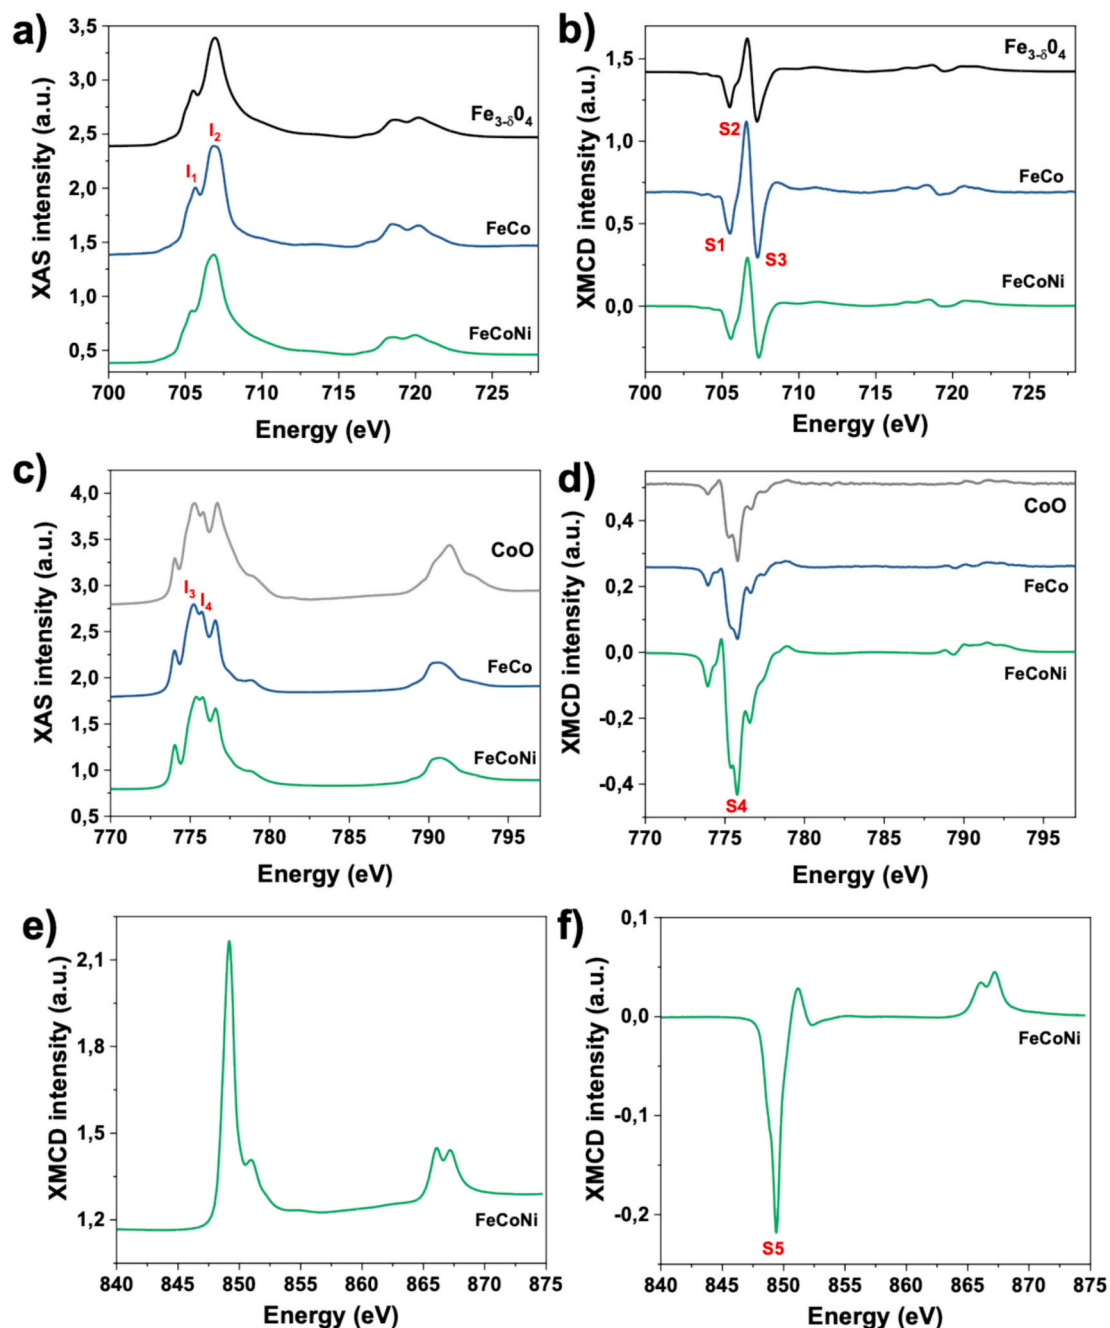 a)
XAS intensity (a.u.)
3,5
3,0
2,5
2,0
1,5
1,0
0,5
Fe3-δ04
I1
I2
FeCo
FeCoNi
700 705 710 715 720 725
Energy (eV)
b)
XMCD intensity (a.u.)
1,5
1,0
0,5
0,0
Fe3-δ04
S2
FeCo
S1
S3
FeCoNi
700 705 710 715 720 725
Energy (eV)
c)
XAS intensity (a.u.)
4,0
3,5
3,0
2,5
2,0
1,5
1,0
0,5
CoO
I3
I4
FeCo
FeCoNi
770 775 780 785 790 795
Energy (eV)
d)
XMCD intensity (a.u.)
0,4
0,2
0,0
-0,2
-0,4
CoO
FeCo
FeCoNi
S4
770 775 780 785 790 795
Energy (eV)
e)
XMCD intensity (a.u.)
2,1
1,8
1,5
1,2
FeCoNi
840 845 850 855 860 865 870 875
Energy (eV)
f)
XMCD intensity (a.u.)
0,1
0,0
-0,1
-0,2
FeCoNi
S5
840 845 850 855 860 865 870 875
Energy (eV)